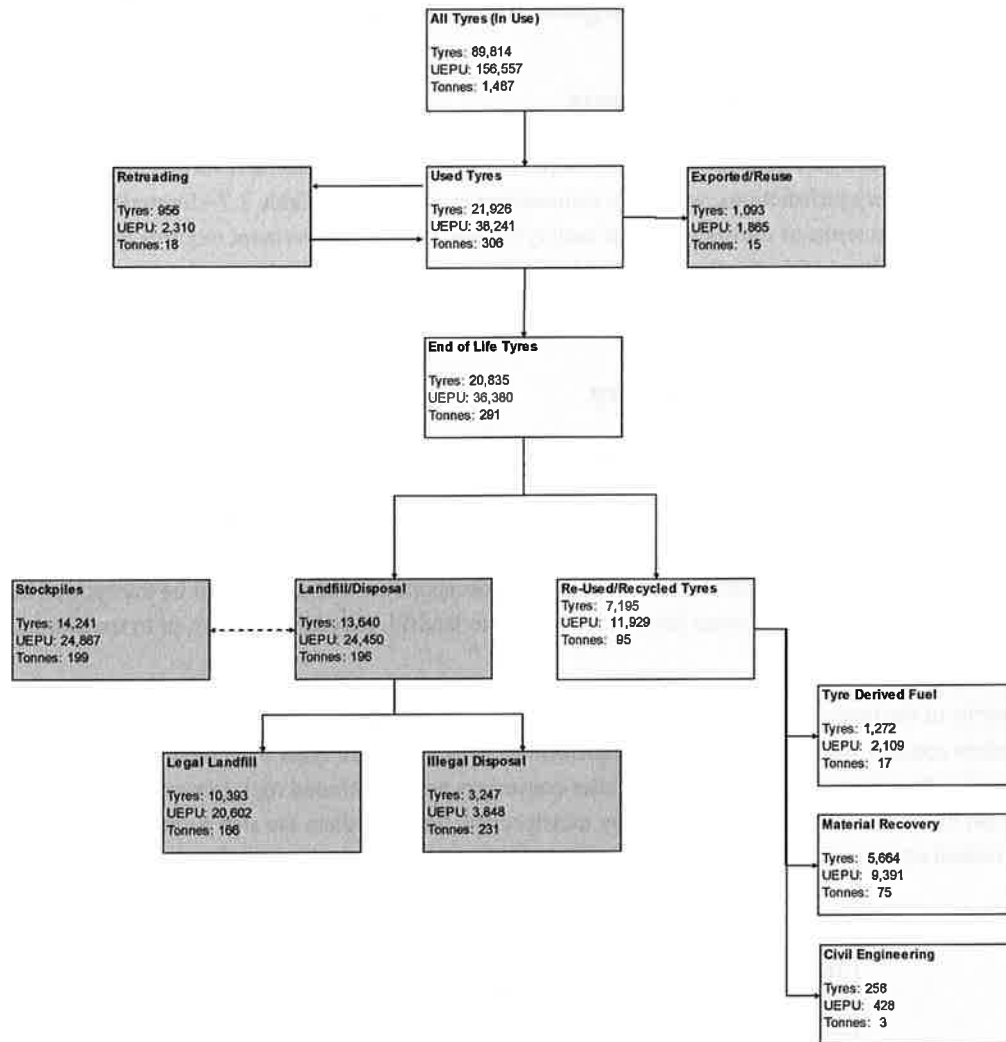 All Tyres (In Use)
Tyres: 89,814
UEPU: 156,557
Tonnes: 1,487
Retreading
Tyres: 956
UEPU: 2,310
Tonnes: 18
Used Tyres
Tyres: 21,926
UEPU: 38,241
Tonnes: 306
Exported/Reuse
Tyres: 1,093
UEPU: 1,865
Tonnes: 15
End of Life Tyres
Tyres: 20,835
UEPU: 36,380
Tonnes: 291
Stockpiles
Tyres: 14,241
UEPU: 24,867
Tonnes: 199
Landfill/Disposal
Tyres: 13,640
UEPU: 24,450
Tonnes: 196
Re-Used/Recycled Tyres
Tyres: 7,195
UEPU: 11,929
Tonnes: 95
Legal Landfill
Tyres: 10,393
UEPU: 20,602
Tonnes: 166
Illegal Disposal
Tyres: 3,247
UEPU: 3,848
Tonnes: 231
Tyre Derived Fuel
Tyres: 1,272
UEPU: 2,109
Tonnes: 17
Material Recovery
Tyres: 5,664
UEPU: 9,391
Tonnes: 75
Civil Engineering
Tyres: 258
UEPU: 428
Tonnes: 3